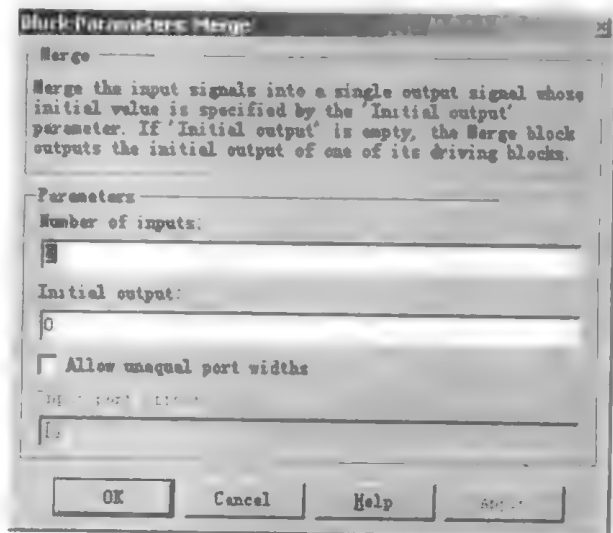 Block Parameters: Merge
Merge
Merge the input signals into a single output signal whose
initial value is specified by the 'Initial output'
parameter. If 'Initial output' is empty, the Merge block
outputs the initial output of one of its driving blocks.
Parameters
Number of inputs:
Initial output:
0
Allow unequal port widths
OK
Cancel
Help